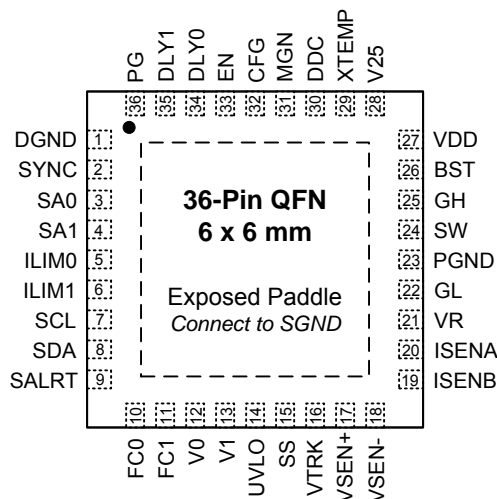 PG
DLY1
DLY0
EN
CFG
MGN
DDC
XTEMP
V25
36
35
34
33
32
31
30
29
28
DGND 1
SYNC 2
SA0 3
SA1 4
ILIM0 5
ILIM1 6
SCL 7
SDA 8
SALRT 9
36-Pin QFN
6 x 6 mm
Exposed Paddle
Connect to SGND
27 VDD
26 BST
25 GH
24 SW
23 PGND
22 GL
21 VR
20 ISENA
19 ISENB
10
11
12
13
14
15
16
17
18
FC0
FC1
V0
V1
UVLO
SS
VTRK
VSEN+
VSEN-